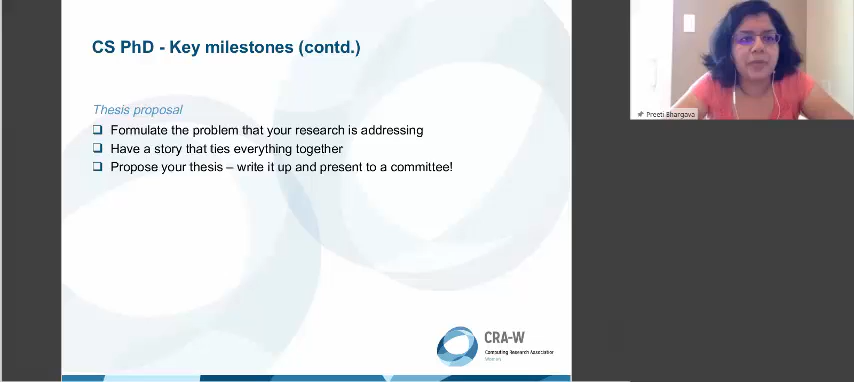 CS PhD - Key milestones (contd.)
Thesis proposal
Formulate the problem that your research is addressing
Have a story that ties everything together
Propose your thesis – write it up and present to a committee!
CRA-W
Computing Research Association
Women
Preeti Bhargava